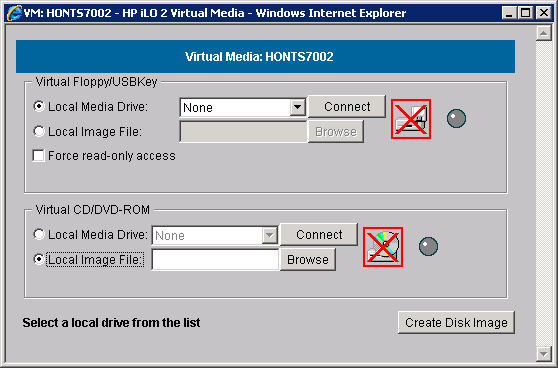 VM: HONTS7002 - HP iLO 2 Virtual Media - Windows Internet Explorer
Virtual Media: HONTS7002
Virtual Floppy/USBKey
Local Media Drive: None Connect
Local Image File: Browse
Force read-only access
Virtual CD/DVD-ROM
Local Media Drive: None Connect
Local Image File: Browse
Select a local drive from the list Create Disk Image